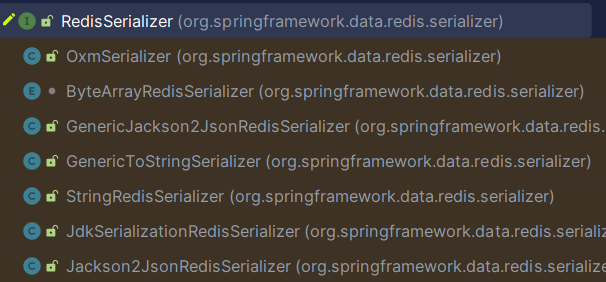 I RedisSerializer (org.springframework.data.redis.serializer)
C OxmSerializer (org.springframework.data.redis.serializer)
E ByteArrayRedisSerializer (org.springframework.data.redis.serializer)
C GenericJackson2JsonRedisSerializer (org.springframework.data.redis.
C GenericToStringSerializer (org.springframework.data.redis.serializer)
C StringRedisSerializer (org.springframework.data.redis.serializer)
C JdkSerializationRedisSerializer (org.springframework.data.redis.serializ
C Jackson2JsonRedisSerializer (org.springframework.data.redis.serialize